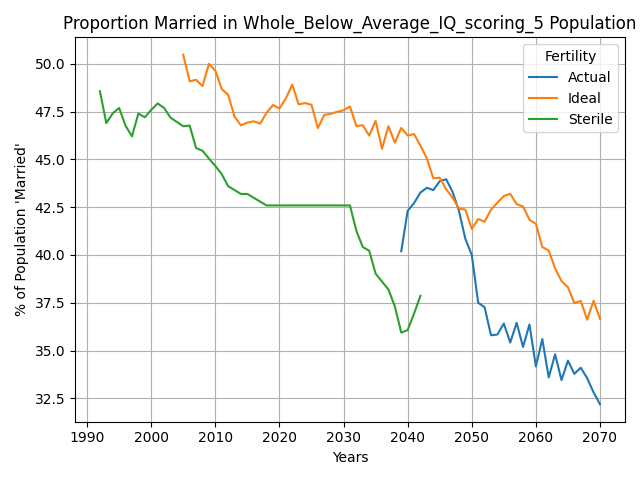 Proportion Married in Whole_Below_Average_IQ_scoring_5 Population
Fertility
Actual
Ideal
Sterile
% of Population 'Married'
50.0
47.5
45.0
42.5
40.0
37.5
35.0
32.5
1990 2000 2010 2020 2030 2040 2050 2060 2070
Years